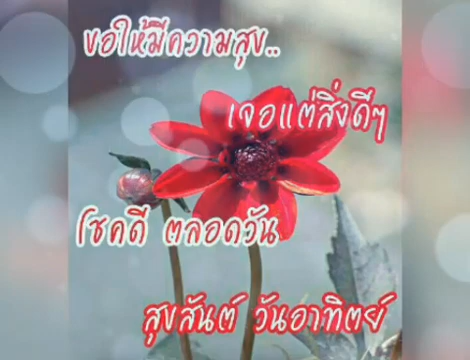 ขอให้มีความสุข..
เจอแต่สิ่งดีๆ
โชคดี ตลอดวัน
สุขสันต์ วันอาทิตย์